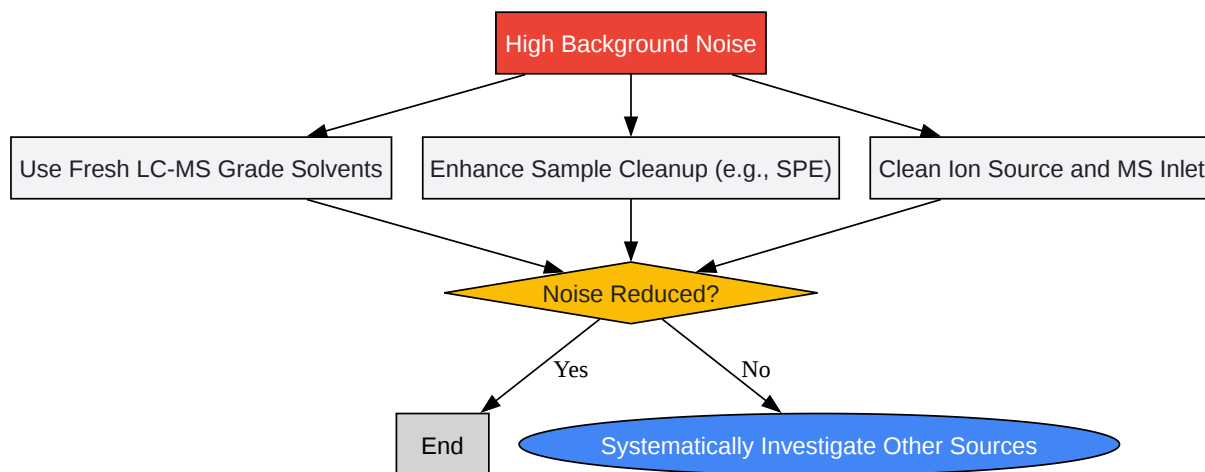 High Background Noise
Use Fresh LC-MS Grade Solvents
Enhance Sample Cleanup (e.g., SPE)
Clean Ion Source and MS Inlet
Noise Reduced?
Yes
No
End
Systematically Investigate Other Sources